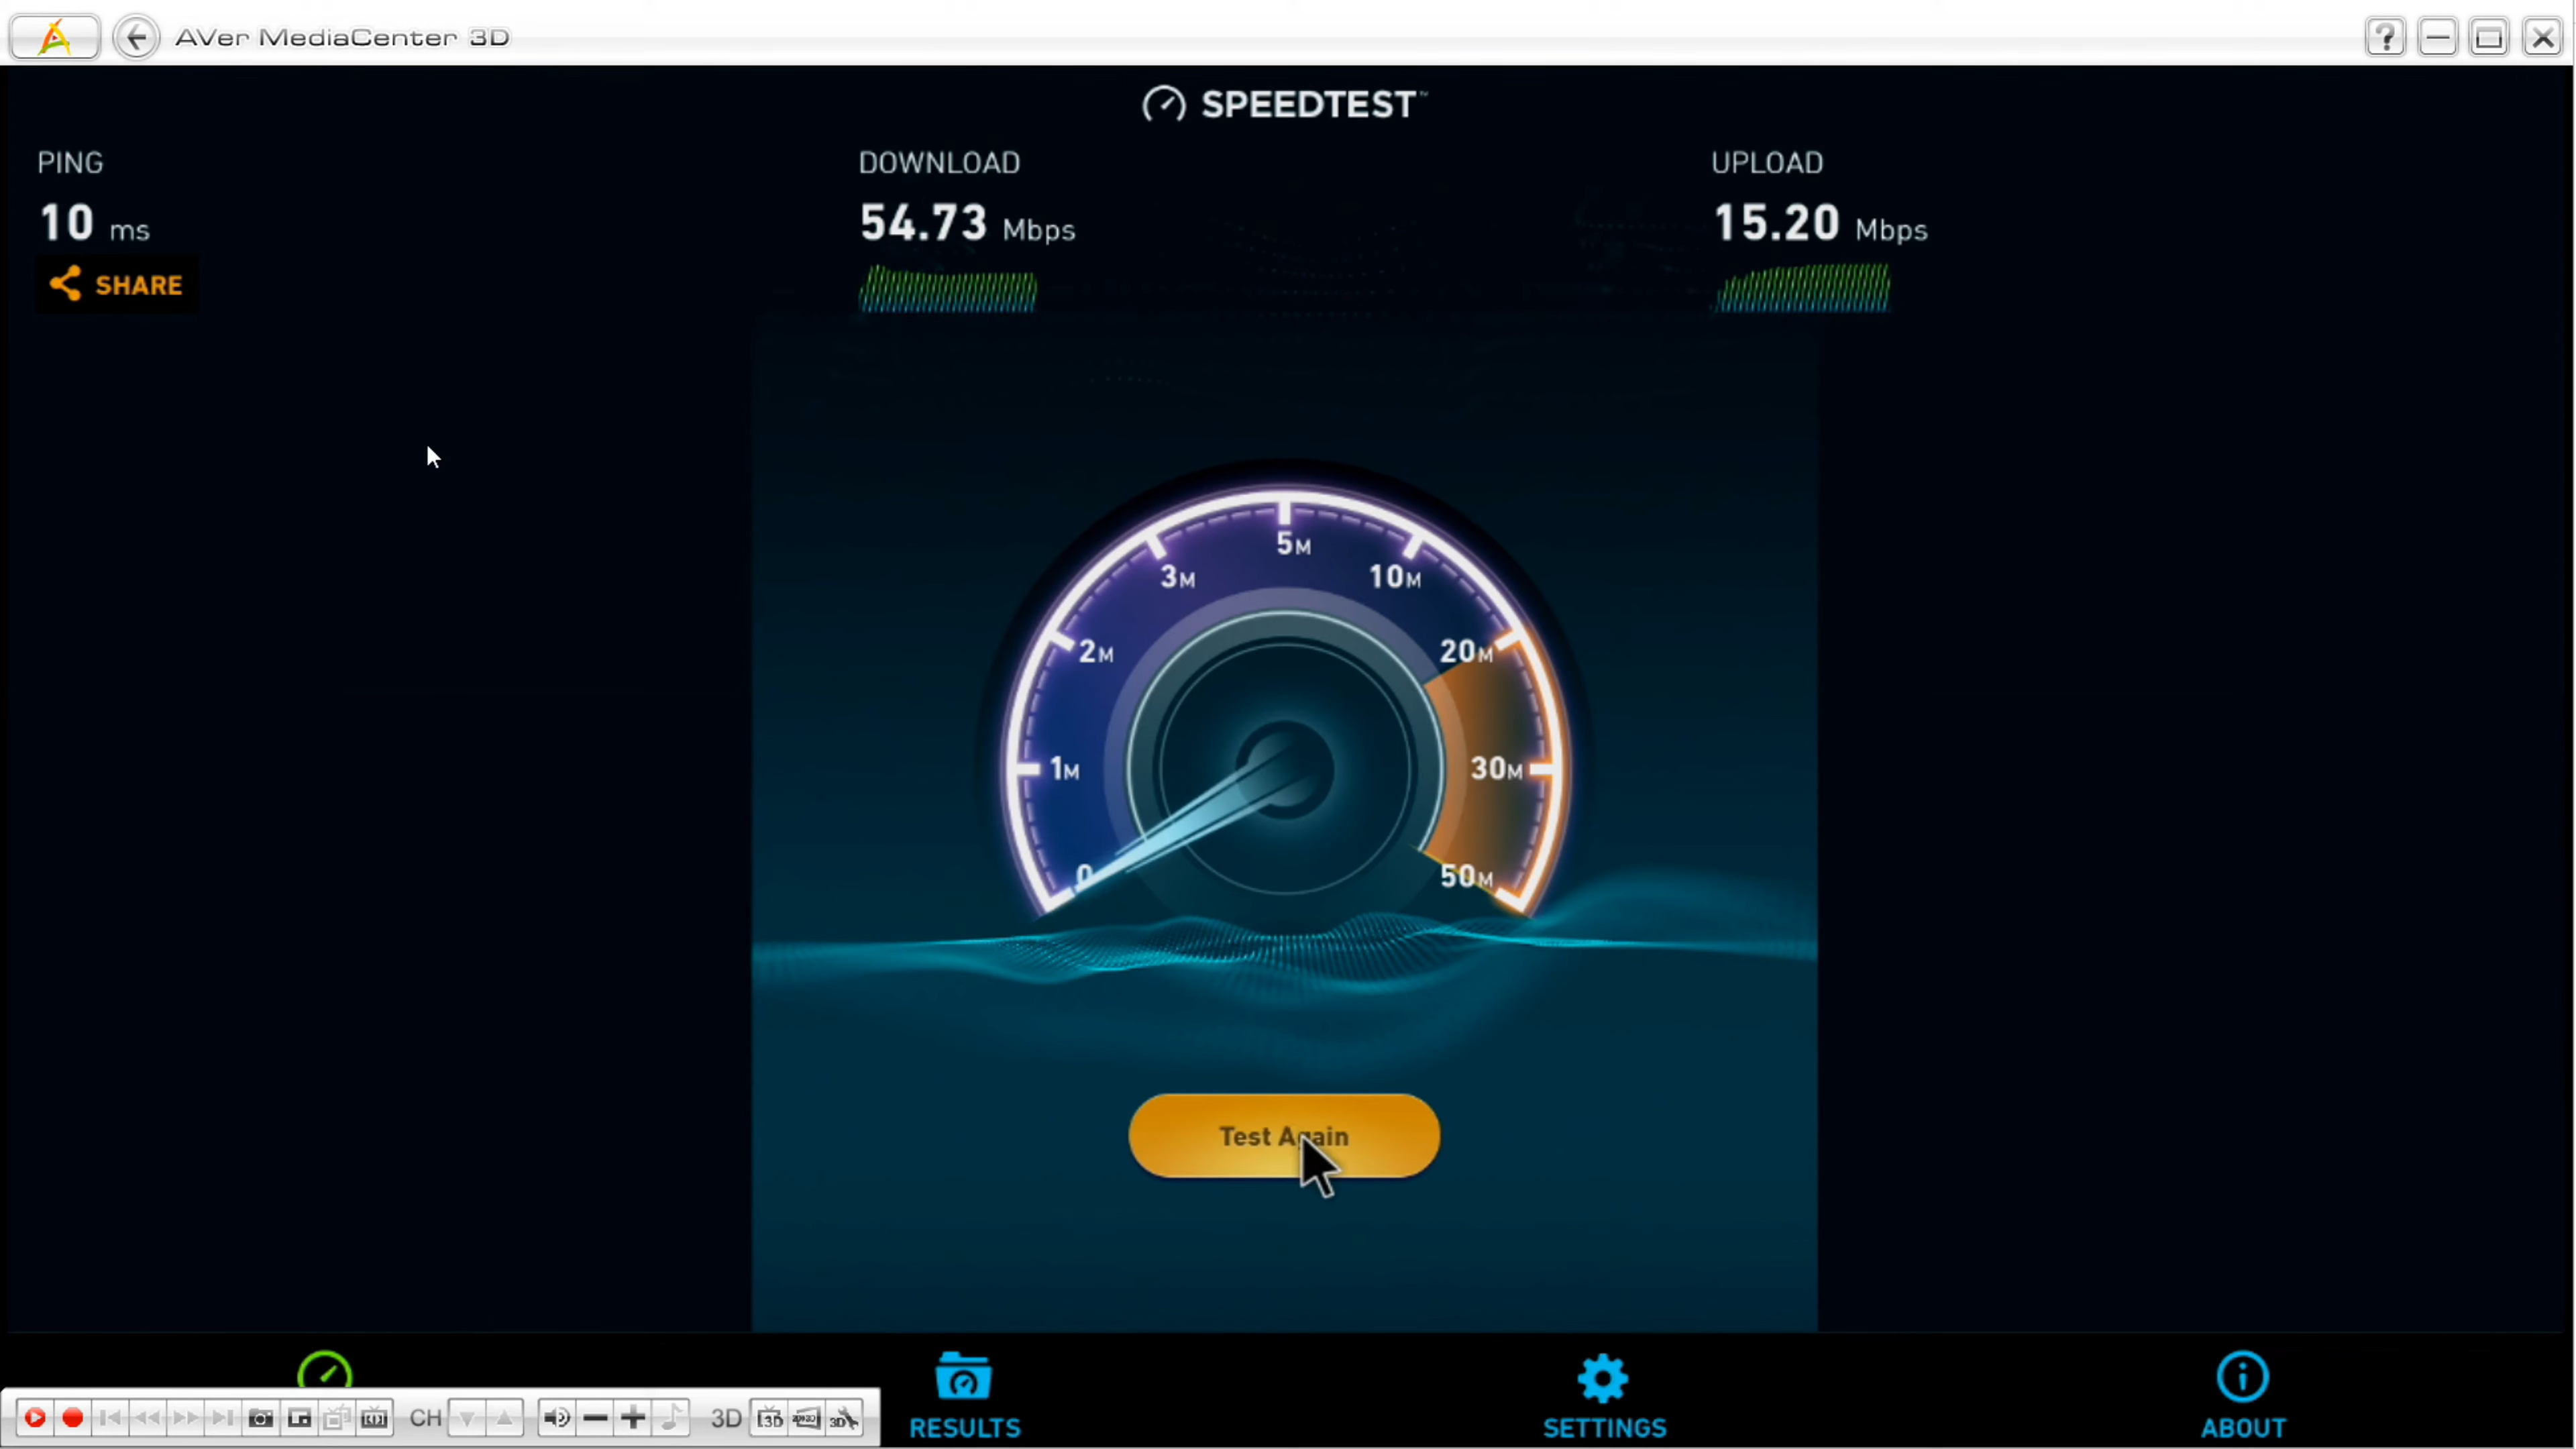 AVer MediaCenter 3D
SPEEDTEST™
PING
DOWNLOAD
UPLOAD
10 ms
54.73 Mbps
15.20 Mbps
SHARE
5M
3M
10M
2M
20M
1M
30M
0
50M
Test Again
CH
3D
RESULTS
SETTINGS
ABOUT